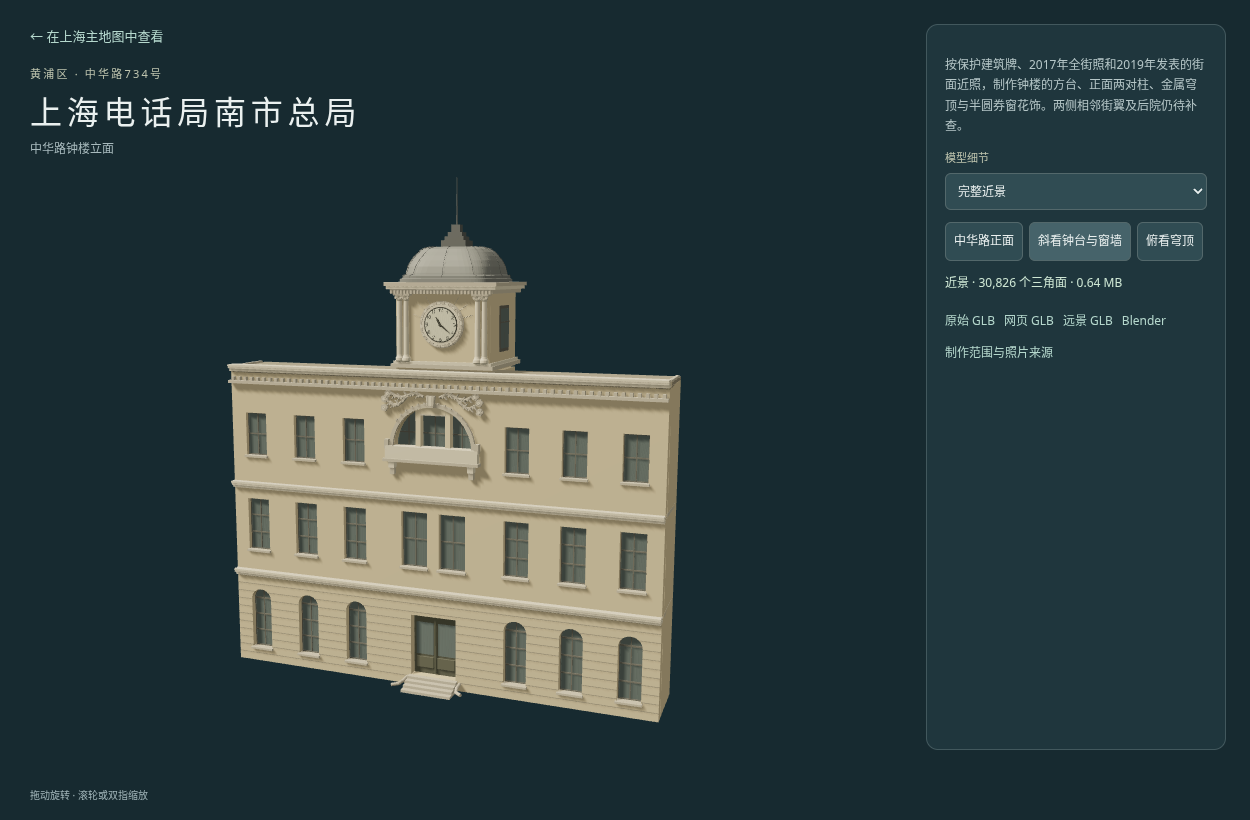 ← 在上海主地图中查看
黄浦区 · 中华路734号
上海电话局南市总局
中华路钟楼立面
按保护建筑牌、2017年全街照和2019年发表的街
面近照，制作钟楼的方台、正面两对柱、金属穹
顶与半圆券窗花饰。两侧相邻街翼及后院仍待补
查。
模型细节
完整近景
中华路正面 斜看钟台与窗墙 俯看穹顶
近景 · 30,826 个三角面 · 0.64 MB
原始 GLB 网页 GLB 远景 GLB Blender
制作范围与照片来源
拖动旋转 · 滚轮或双指缩放